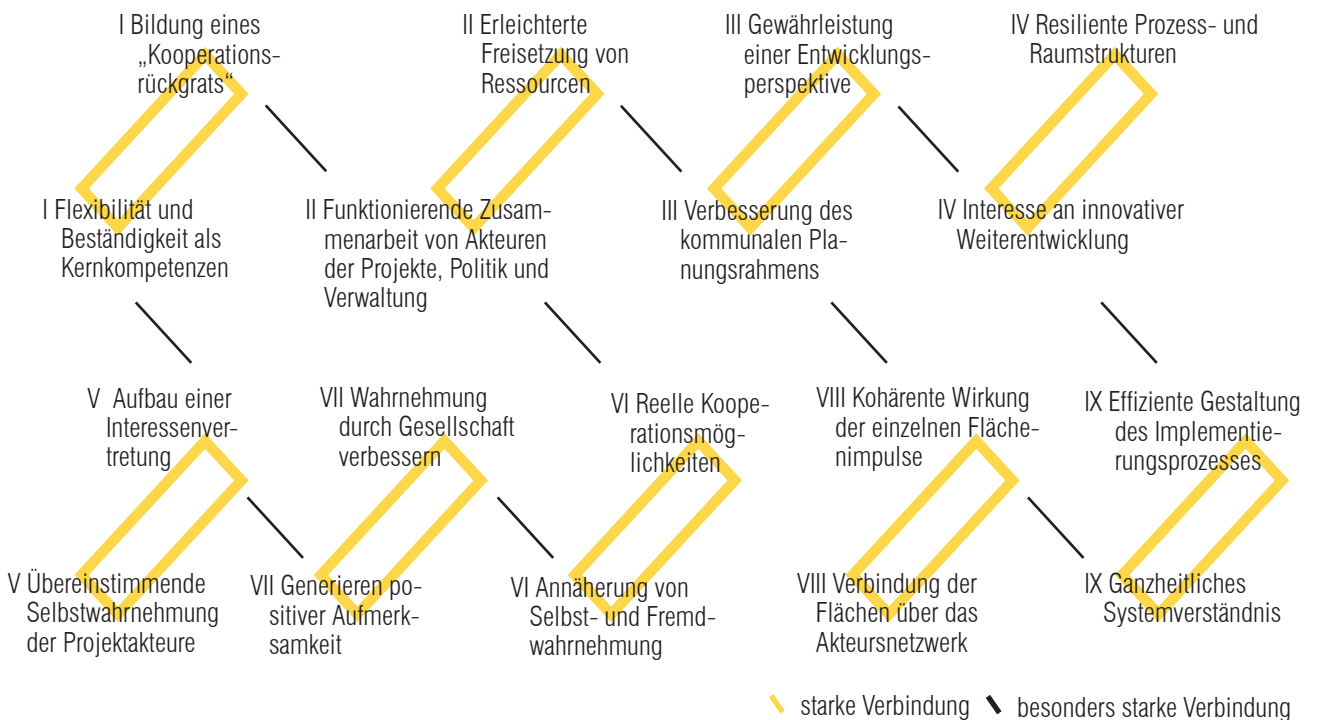 I Bildung eines
„Kooperations-
rückgrats“
II Erleichterte
Freisetzung von
Ressourcen
III Gewährleistung
einer Entwicklungs-
perspektive
IV Resiliente Prozess- und
Raumstrukturen
I Flexibilität und
Beständigkeit als
Kernkompetenzen
II Funktionierende Zusam-
menarbeit von Akteuren
der Projekte, Politik und
Verwaltung
III Verbesserung des
kommunalen Pla-
nungsrahmens
IV Interesse an innovativer
Weiterentwicklung
V Aufbau einer
Interessenver-
tretung
VII Wahrnehmung
durch Gesellschaft
verbessern
VI Reelle Koope-
rationsmög-
lichkeiten
VIII Kohärente Wirkung
der einzelnen Fläche-
nimpulse
IX Effiziente Gestaltung
des Implementie-
rungsprozesses
V Übereinstimmende
Selbstwahrnehmung
der Projektakteure
VII Generieren po-
sitiver Aufmerk-
samkeit
VI Annäherung von
Selbst- und Fremd-
wahrnehmung
VIII Verbindung der
Flächen über das
Akteursnetzwerk
IX Ganzheitliches
Systemverständnis
starke Verbindung
besonders starke Verbindung